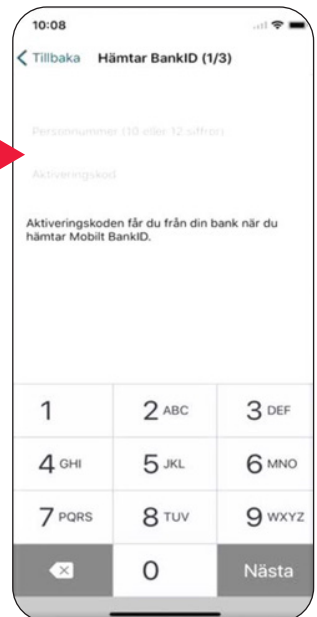 10:08
Tillbaka Hämtar BankID (1/3)
Personnummer (10 eller 12 siffror)
Aktiveringskod
Aktiveringskoden får du från din bank när du
hämtar Mobilt BankID.
1 2 ABC 3 DEF
4 GHI 5 JKL 6 MNO
7 PQRS 8 TUV 9 WXYZ
0 Nästa